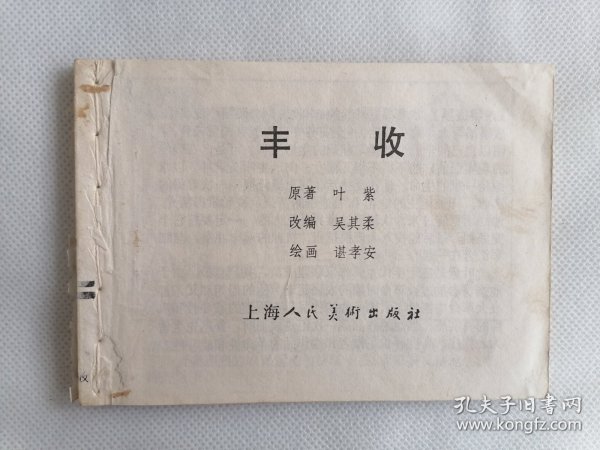 丰 收
原著 叶 紫
改编 吴其柔
绘画 谌孝安
上海人民美術出版社
收
孔夫子旧书网
www.kongfz.com